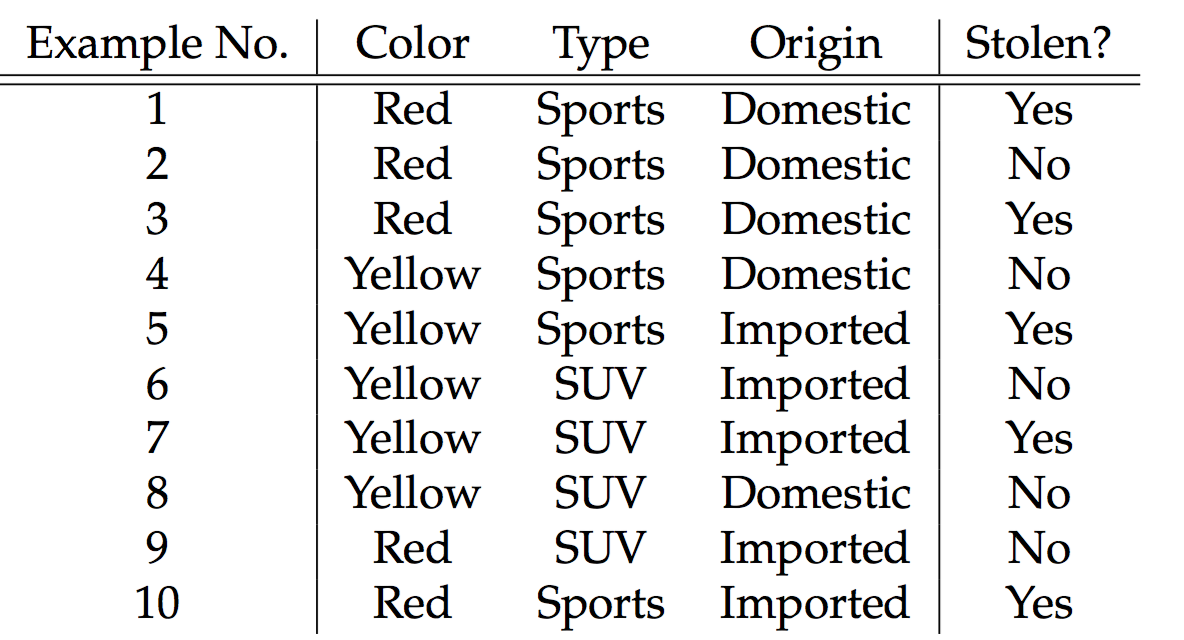 Example No. Color Type Origin Stolen?
1 Red Sports Domestic Yes
2 Red Sports Domestic No
3 Red Sports Domestic Yes
4 Yellow Sports Domestic No
5 Yellow Sports Imported Yes
6 Yellow SUV Imported No
7 Yellow SUV Imported Yes
8 Yellow SUV Domestic No
9 Red SUV Imported No
10 Red Sports Imported Yes